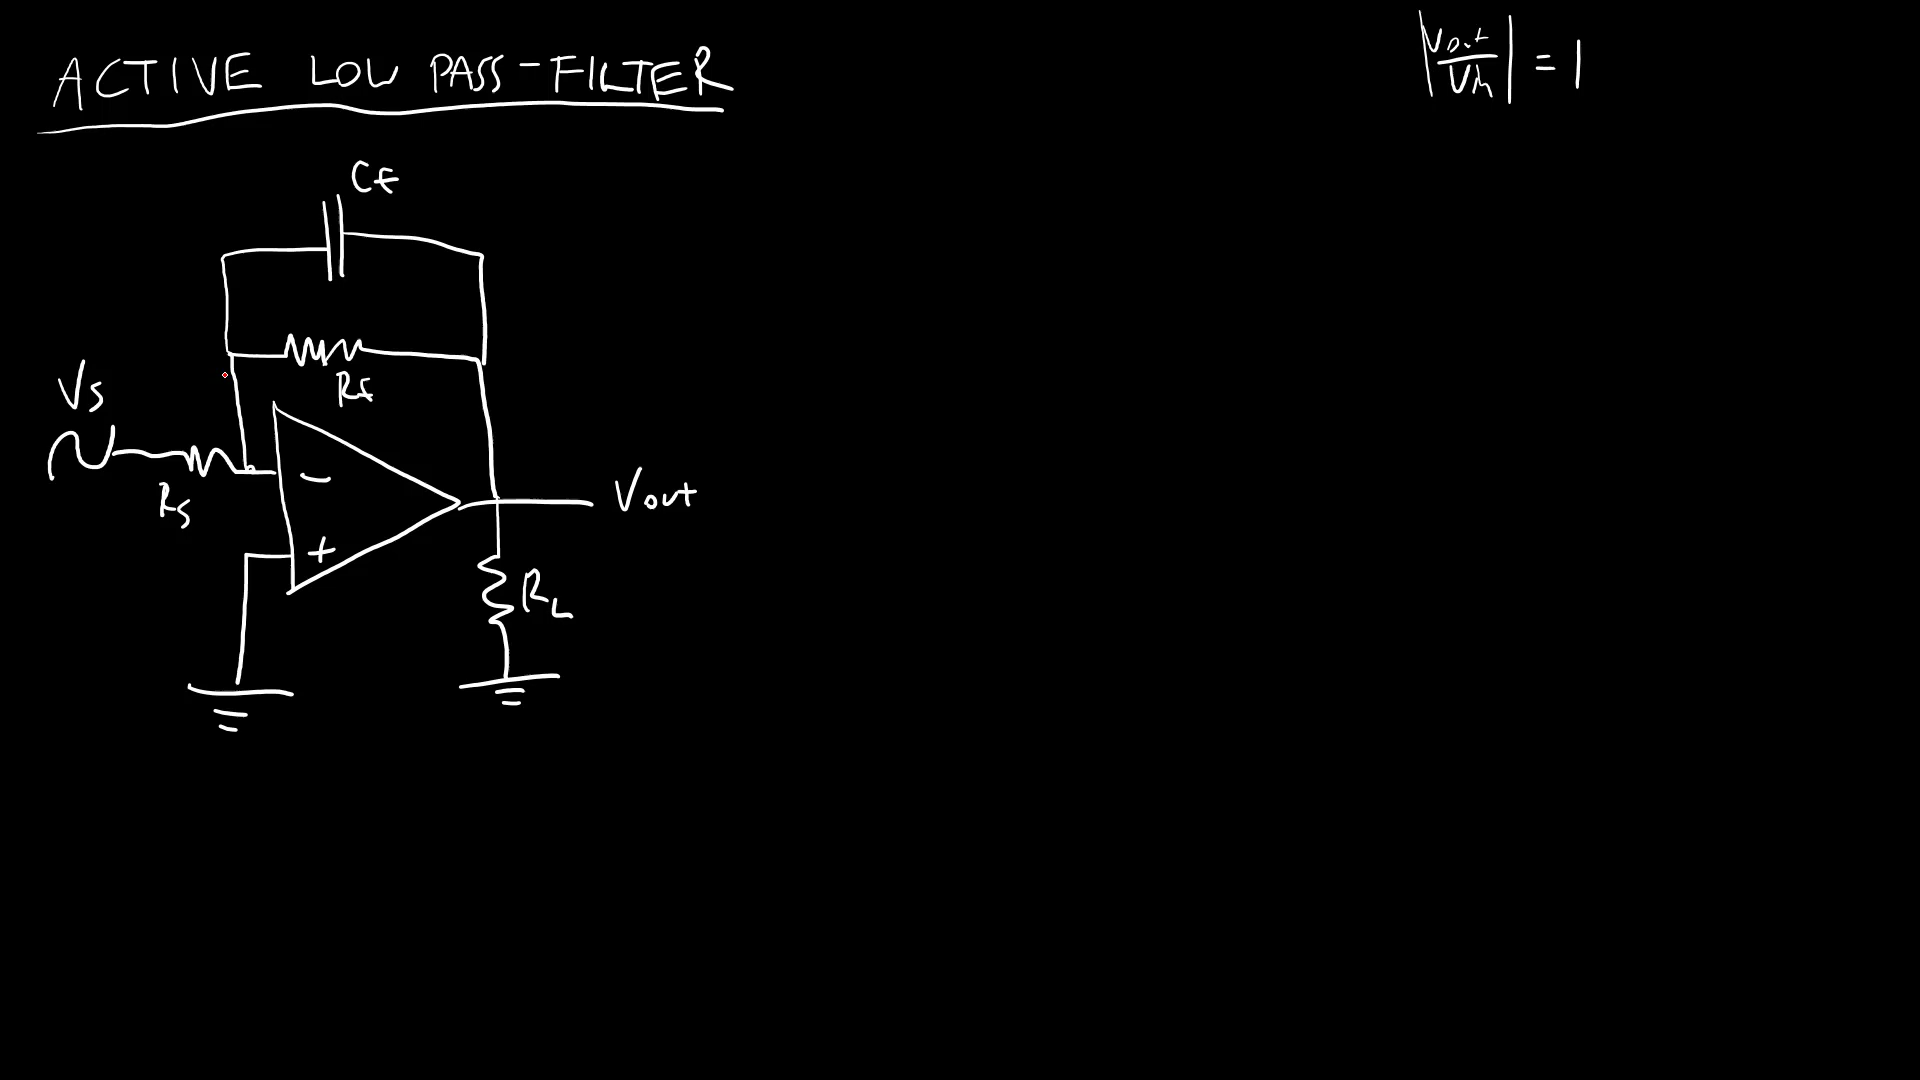 ACTIVE LOW PASS-FILTER
|Vout/Vin| = 1
CF
RF
Vs
Rs
-
+
Vout
RL